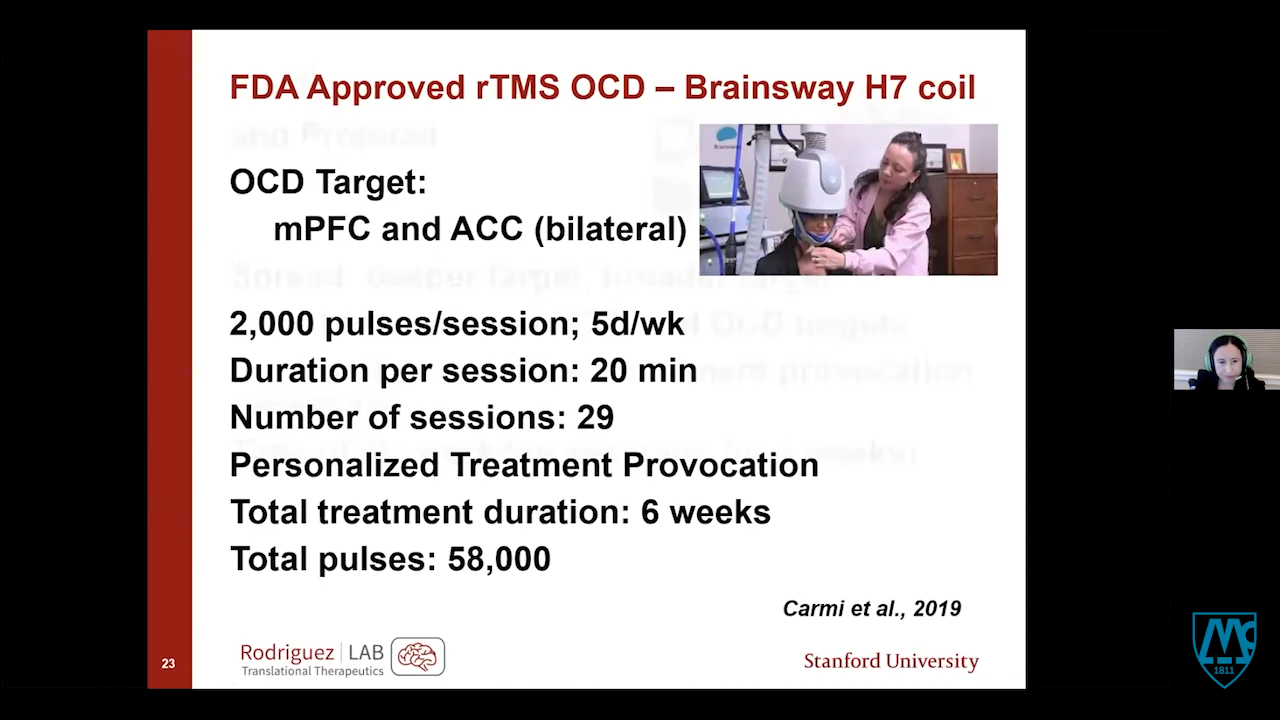 FDA Approved rTMS OCD – Brainsway H7 coil
OCD Target:
mPFC and ACC (bilateral)
2,000 pulses/session; 5d/wk
Duration per session: 20 min
Number of sessions: 29
Personalized Treatment Provocation
Total treatment duration: 6 weeks
Total pulses: 58,000
Carmi et al., 2019
Brainsway
23
Rodriguez | LAB
Translational Therapeutics
Stanford University
1811